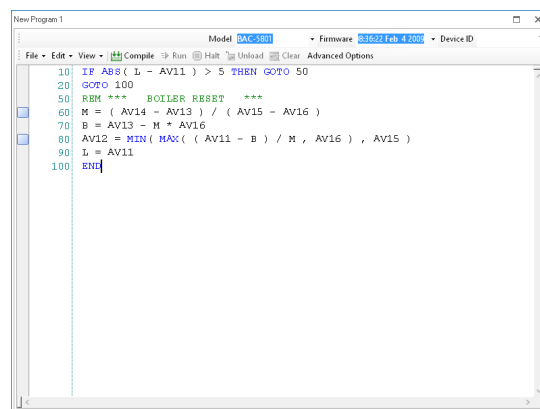 New Program 1
Model BAC-5801 Firmware 8:36:22 Feb 4 2009 Device ID
File Edit View Compile Run Halt Unload Clear Advanced Options
10 IF ABS( L - AV11 ) > 5 THEN GOTO 50
20 GOTO 100
50 REM *** BOILER RESET ***
60 M = ( AV14 - AV13 ) / ( AV15 - AV16 )
70 B = AV13 - M * AV16
80 AV12 = MIN( MAX( ( AV11 - B ) / M , AV16 ) , AV15 )
90 L = AV11
100 END